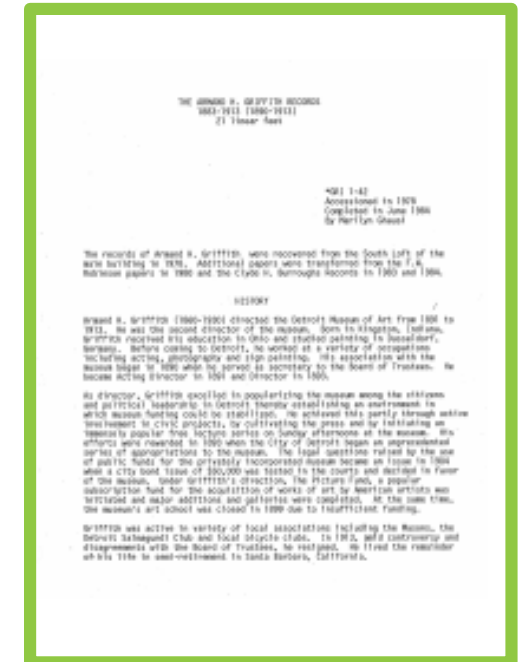 THE ARMAND H. GRIFFITH RECORDS
1883-1913 (1890-1913)
21 linear feet
Accessioned in 1976
Completed in June 1984
By Marilyn Ghausi
The records of Armand H. Griffith were recovered from the South Loft of the
main building in 1976. Additional papers were transferred from the
Robinson papers in 1980 and the Clyde H. Burroughs Records in 1983 and 1984.
HISTORY
Armand H. Griffith directed the Detroit Museum of Art from to
1913. He was the second director of the museum. Born in Kingston, Indiana,
Griffith received his education in Ohio and studied painting in Dusseldorf,
Germany. Before coming to Detroit, he worked at a variety of occupations
including acting, photography and sign painting. His association with the
museum began in 1890 when he served as secretary to the Board of Trustees. He
became Acting Director in 1891 and Director in
As director, Griffith excelled in popularizing the museum among the citizens
and political leadership in Detroit thereby establishing an environment in
which museum funding could be stabilized. He achieved this partly through active
involvement in civic projects, by cultivating the press and by initiating an
immensely popular free lecture series on Sunday afternoons at the museum. His
efforts were rewarded in when the City of Detroit began an unprecedented
series of appropriations to the museum. The legal questions raised by the use
of public funds for the privately incorporated museum became an issue in 1904
when a city bond issue of $50,000 was tested in the courts and decided in favor
of the museum. Under Griffith's direction, The Picture Fund, a popular
subscription fund for the acquisition of works of art by American artists was
initiated and major additions and galleries were completed. At the same time,
the museum's art school was closed in due to insufficient funding.
Griffith was active in variety of local associations including the Masons, the
Detroit Salmagundi Club and local bicycle clubs. In 1913, amid controversy and
disagreements with the Board of Trustees, he resigned. He lived the remainder
of his life in semi-retirement in Santa Barbara, California.